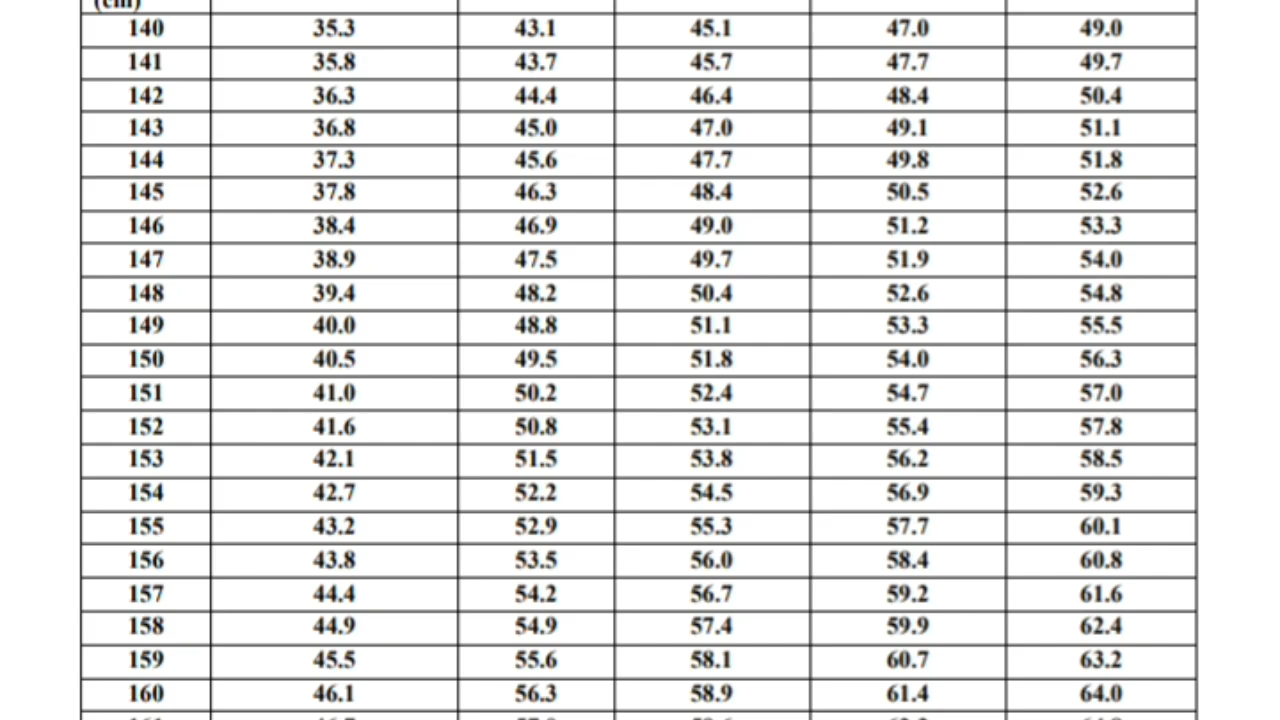 (cm)
140 35.3 43.1 45.1 47.0 49.0
141 35.8 43.7 45.7 47.7 49.7
142 36.3 44.4 46.4 48.4 50.4
143 36.8 45.0 47.0 49.1 51.1
144 37.3 45.6 47.7 49.8 51.8
145 37.8 46.3 48.4 50.5 52.6
146 38.4 46.9 49.0 51.2 53.3
147 38.9 47.5 49.7 51.9 54.0
148 39.4 48.2 50.4 52.6 54.8
149 40.0 48.8 51.1 53.3 55.5
150 40.5 49.5 51.8 54.0 56.3
151 41.0 50.2 52.4 54.7 57.0
152 41.6 50.8 53.1 55.4 57.8
153 42.1 51.5 53.8 56.2 58.5
154 42.7 52.2 54.5 56.9 59.3
155 43.2 52.9 55.3 57.7 60.1
156 43.8 53.5 56.0 58.4 60.8
157 44.4 54.2 56.7 59.2 61.6
158 44.9 54.9 57.4 59.9 62.4
159 45.5 55.6 58.1 60.7 63.2
160 46.1 56.3 58.9 61.4 64.0